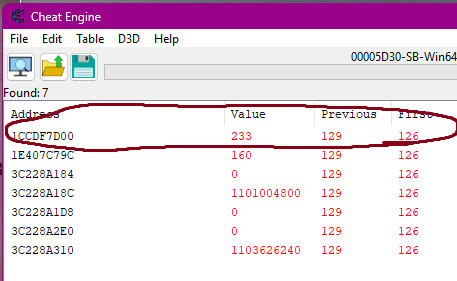 Cheat Engine
File Edit Table D3D Help
00005D30-SB-Win64
Found: 7
Address Value Previous First
1CCDF7D00 233 129 126
1E407C79C 160 129 126
3C228A184 0 129 126
3C228A18C 1101004800 129 126
3C228A1D8 0 129 126
3C228A2E0 0 129 126
3C228A310 1103626240 129 126